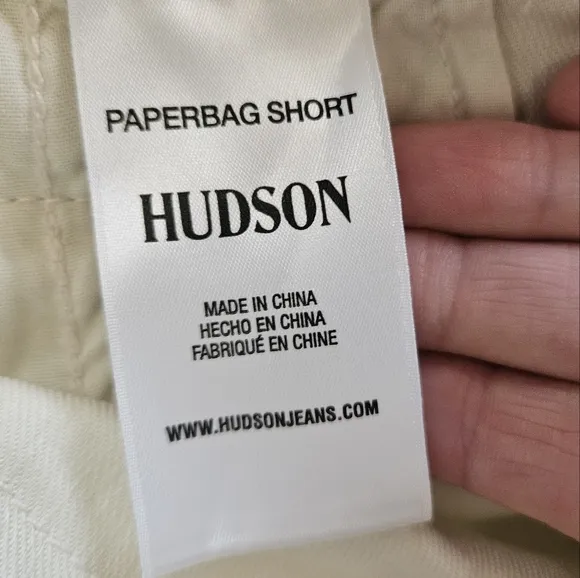 PAPERBAG SHORT
HUDSON
MADE IN CHINA
HECHO EN CHINA
FABRIQUÉ EN CHINE
WWW.HUDSONJEANS.COM